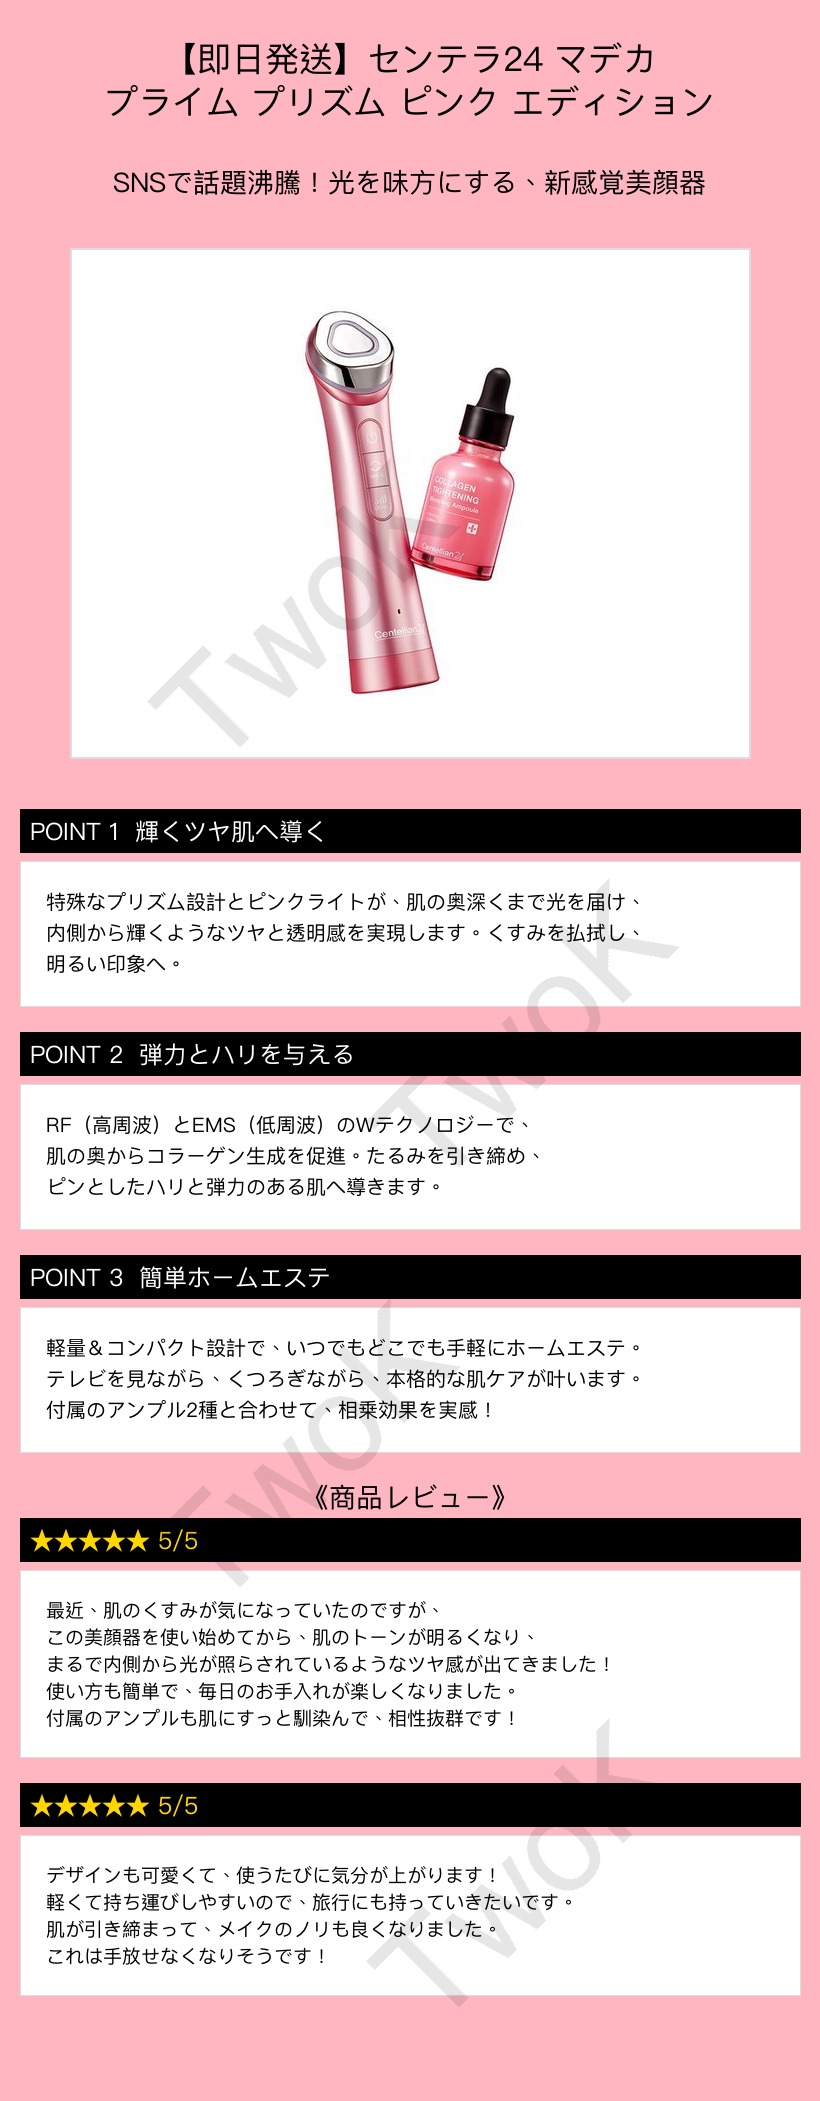 【即日発送】センテラ24 マデカ
プライム プリズム ピンク エディション
SNSで話題沸騰！光を味方にする、新感覚美顔器
COLLAGEN
TIGHTENING
Boosting Ampoule
Centellian24
Centellian24
TwoK
POINT 1 輝くツヤ肌へ導く
特殊なプリズム設計とピンクライトが、肌の奥深くまで光を届け、
内側から輝くようなツヤと透明感を実現します。くすみを払拭し、
明るい印象へ。
TwoK
POINT 2 弾力とハリを与える
RF（高周波）とEMS（低周波）のWテクノロジーで、
肌の奥からコラーゲン生成を促進。たるみを引き締め、
ピンとしたハリと弾力のある肌へ導きます。
POINT 3 簡単ホームエステ
軽量＆コンパクト設計で、いつでもどこでも手軽にホームエステ。
テレビを見ながら、くつろぎながら、本格的な肌ケアが叶います。
付属のアンプル2種と合わせて、相乗効果を実感！
TwoK
《商品レビュー》
★★★★★ 5/5
最近、肌のくすみが気になっていたのですが、
この美顔器を使い始めてから、肌のトーンが明るくなり、
まるで内側から光が照らされているようなツヤ感が出てきました！
使い方も簡単で、毎日のお手入れが楽しくなりました。
付属のアンプルも肌にすっと馴染んで、相性抜群です！
★★★★★ 5/5
デザインも可愛くて、使うたびに気分が上がります！
軽くて持ち運びしやすいので、旅行にも持っていきたいです。
肌が引き締まって、メイクのノリも良くなりました。
これは手放せなくなりそうです！
TwoK